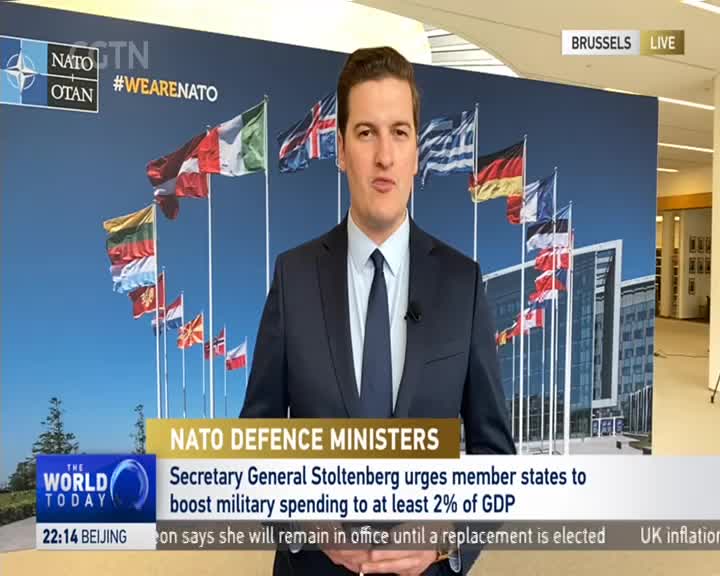 CGTN
NATO
OTAN
#WEARENATO
BRUSSELS LIVE
NATO DEFENCE MINISTERS
THE WORLD TODAY
Secretary General Stoltenberg urges member states to
boost military spending to at least 2% of GDP
22:14 BEIJING
eon says she will remain in office until a replacement is elected UK inflation